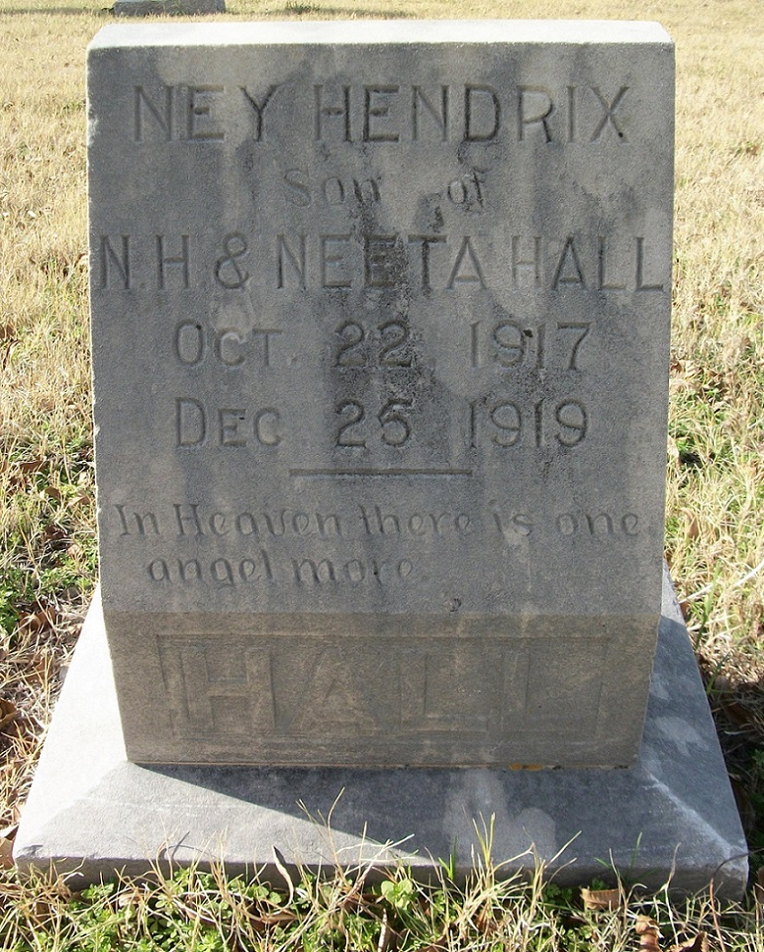 NEY HENDRIX
Son of
N.H & NEETA HALL
OCT. 22 1917
DEC 25 1919
In Heaven there is one
angel more
HALL